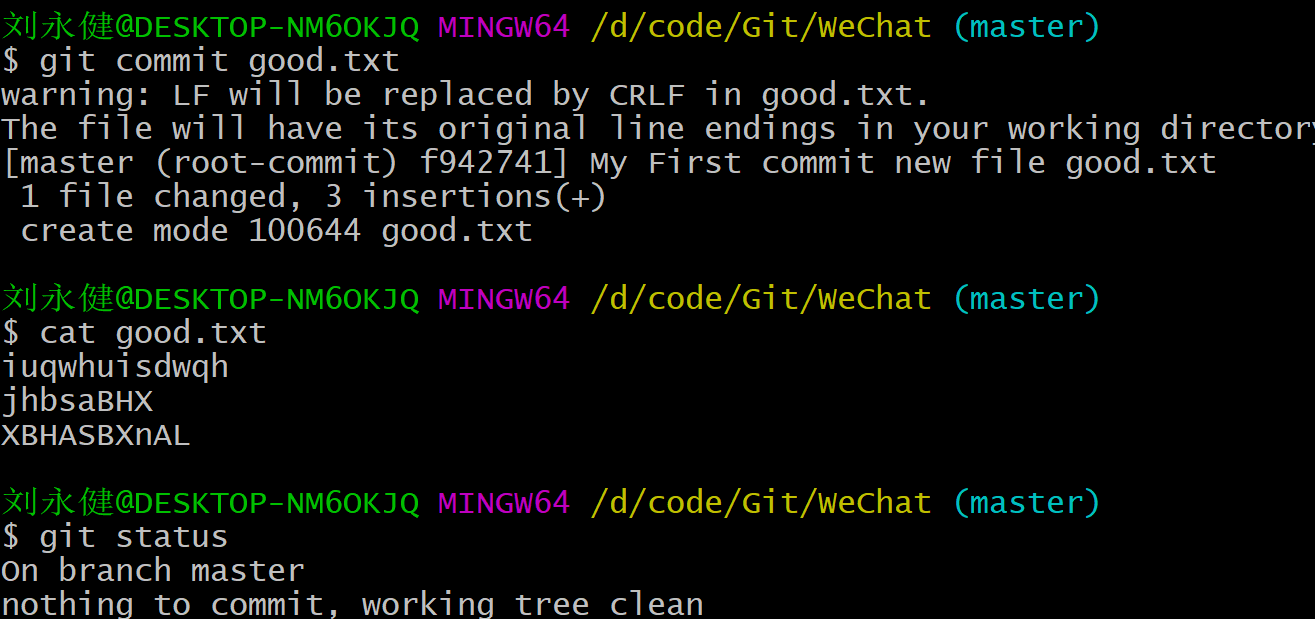 刘永健@DESKTOP-NM6OKJQ MINGW64 /d/code/Git/WeChat (master)
$ git commit good.txt
warning: LF will be replaced by CRLF in good.txt.
The file will have its original line endings in your working directory
[master (root-commit) f942741] My First commit new file good.txt
 1 file changed, 3 insertions(+)
 create mode 100644 good.txt
刘永健@DESKTOP-NM6OKJQ MINGW64 /d/code/Git/WeChat (master)
$ cat good.txt
iuqwhuisdwqh
jhbsaBHX
XBHASBXnAL
刘永健@DESKTOP-NM6OKJQ MINGW64 /d/code/Git/WeChat (master)
$ git status
On branch master
nothing to commit, working tree clean